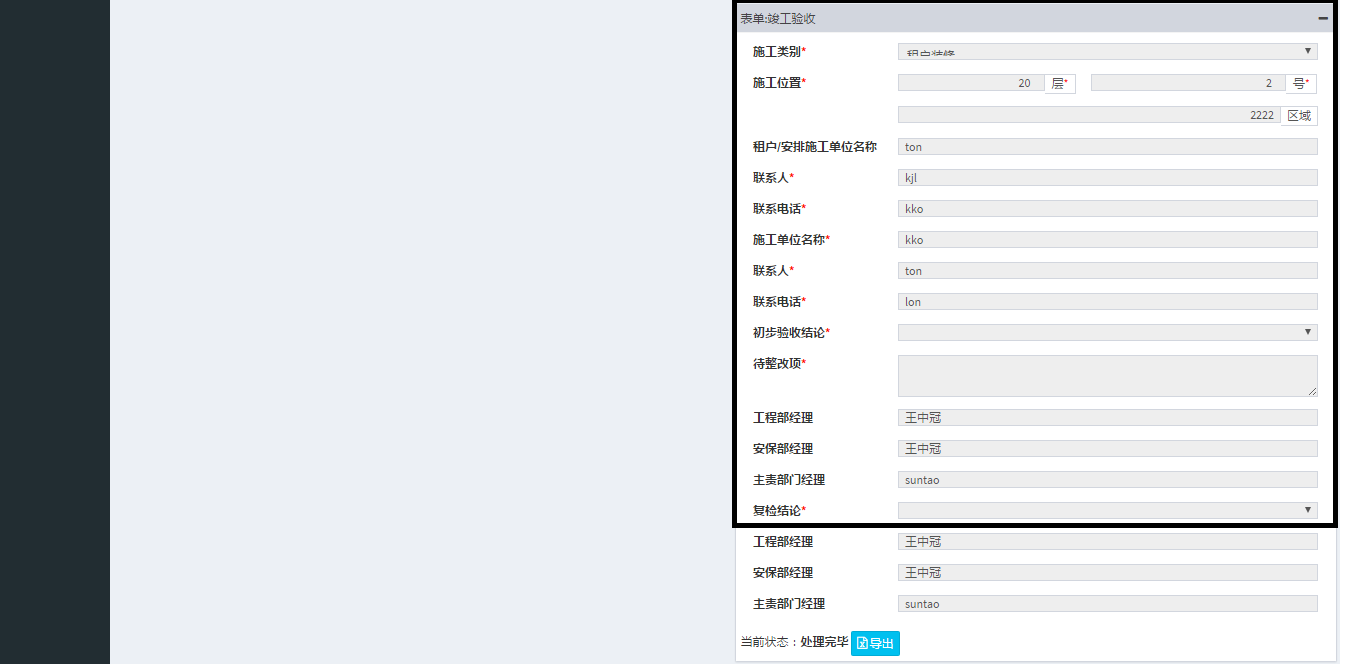 表单:竣工验收
施工类别* 租户装修
施工位置* 20 层* 2 号*
2222 区域
租户/安排施工单位名称 ton
联系人* kjl
联系电话* kko
施工单位名称* kko
联系人* ton
联系电话* lon
初步验收结论*
待整改项*
工程部经理 王中冠
安保部经理 王中冠
主责部门经理 suntao
复检结论*
工程部经理 王中冠
安保部经理 王中冠
主责部门经理 suntao
当前状态：处理完毕 导出